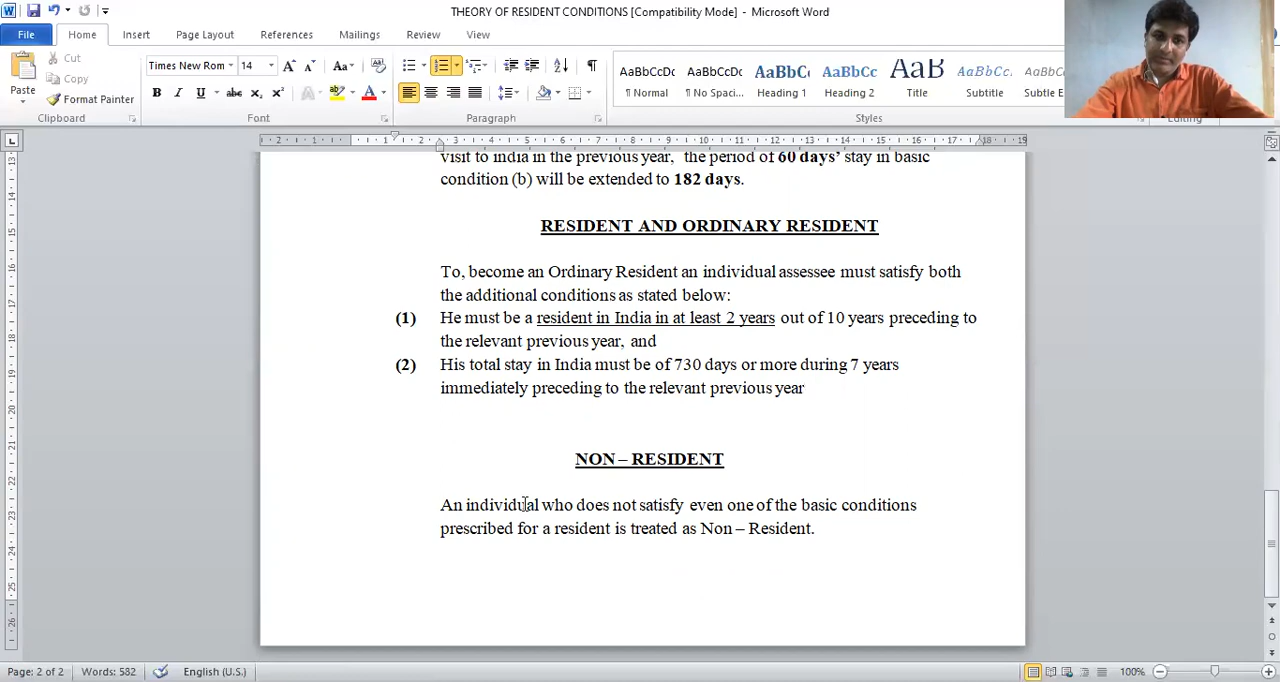 THEORY OF RESIDENT CONDITIONS [Compatibility Mode] - Microsoft Word
File Home Insert Page Layout References Mailings Review View
Cut
Copy
Format Painter
Paste
Clipboard
Times New Rom 14
Font
Paragraph
AaBbCcDc AaBbCcDc AaBbCc AaBbCc AaB AaBbCcL AaBbCcL
¶ Normal ¶ No Spaci... Heading 1 Heading 2 Title Subtitle Subtle E
Styles
Editing
visit to india in the previous year, the period of 60 days' stay in basic
condition (b) will be extended to 182 days.
RESIDENT AND ORDINARY RESIDENT
To, become an Ordinary Resident an individual assessee must satisfy both
the additional conditions as stated below:
(1) He must be a resident in India in at least 2 years out of 10 years preceding to
the relevant previous year, and
(2) His total stay in India must be of 730 days or more during 7 years
immediately preceding to the relevant previous year
NON – RESIDENT
An individual who does not satisfy even one of the basic conditions
prescribed for a resident is treated as Non – Resident.
Page: 2 of 2 Words: 582 English (U.S.) 100%